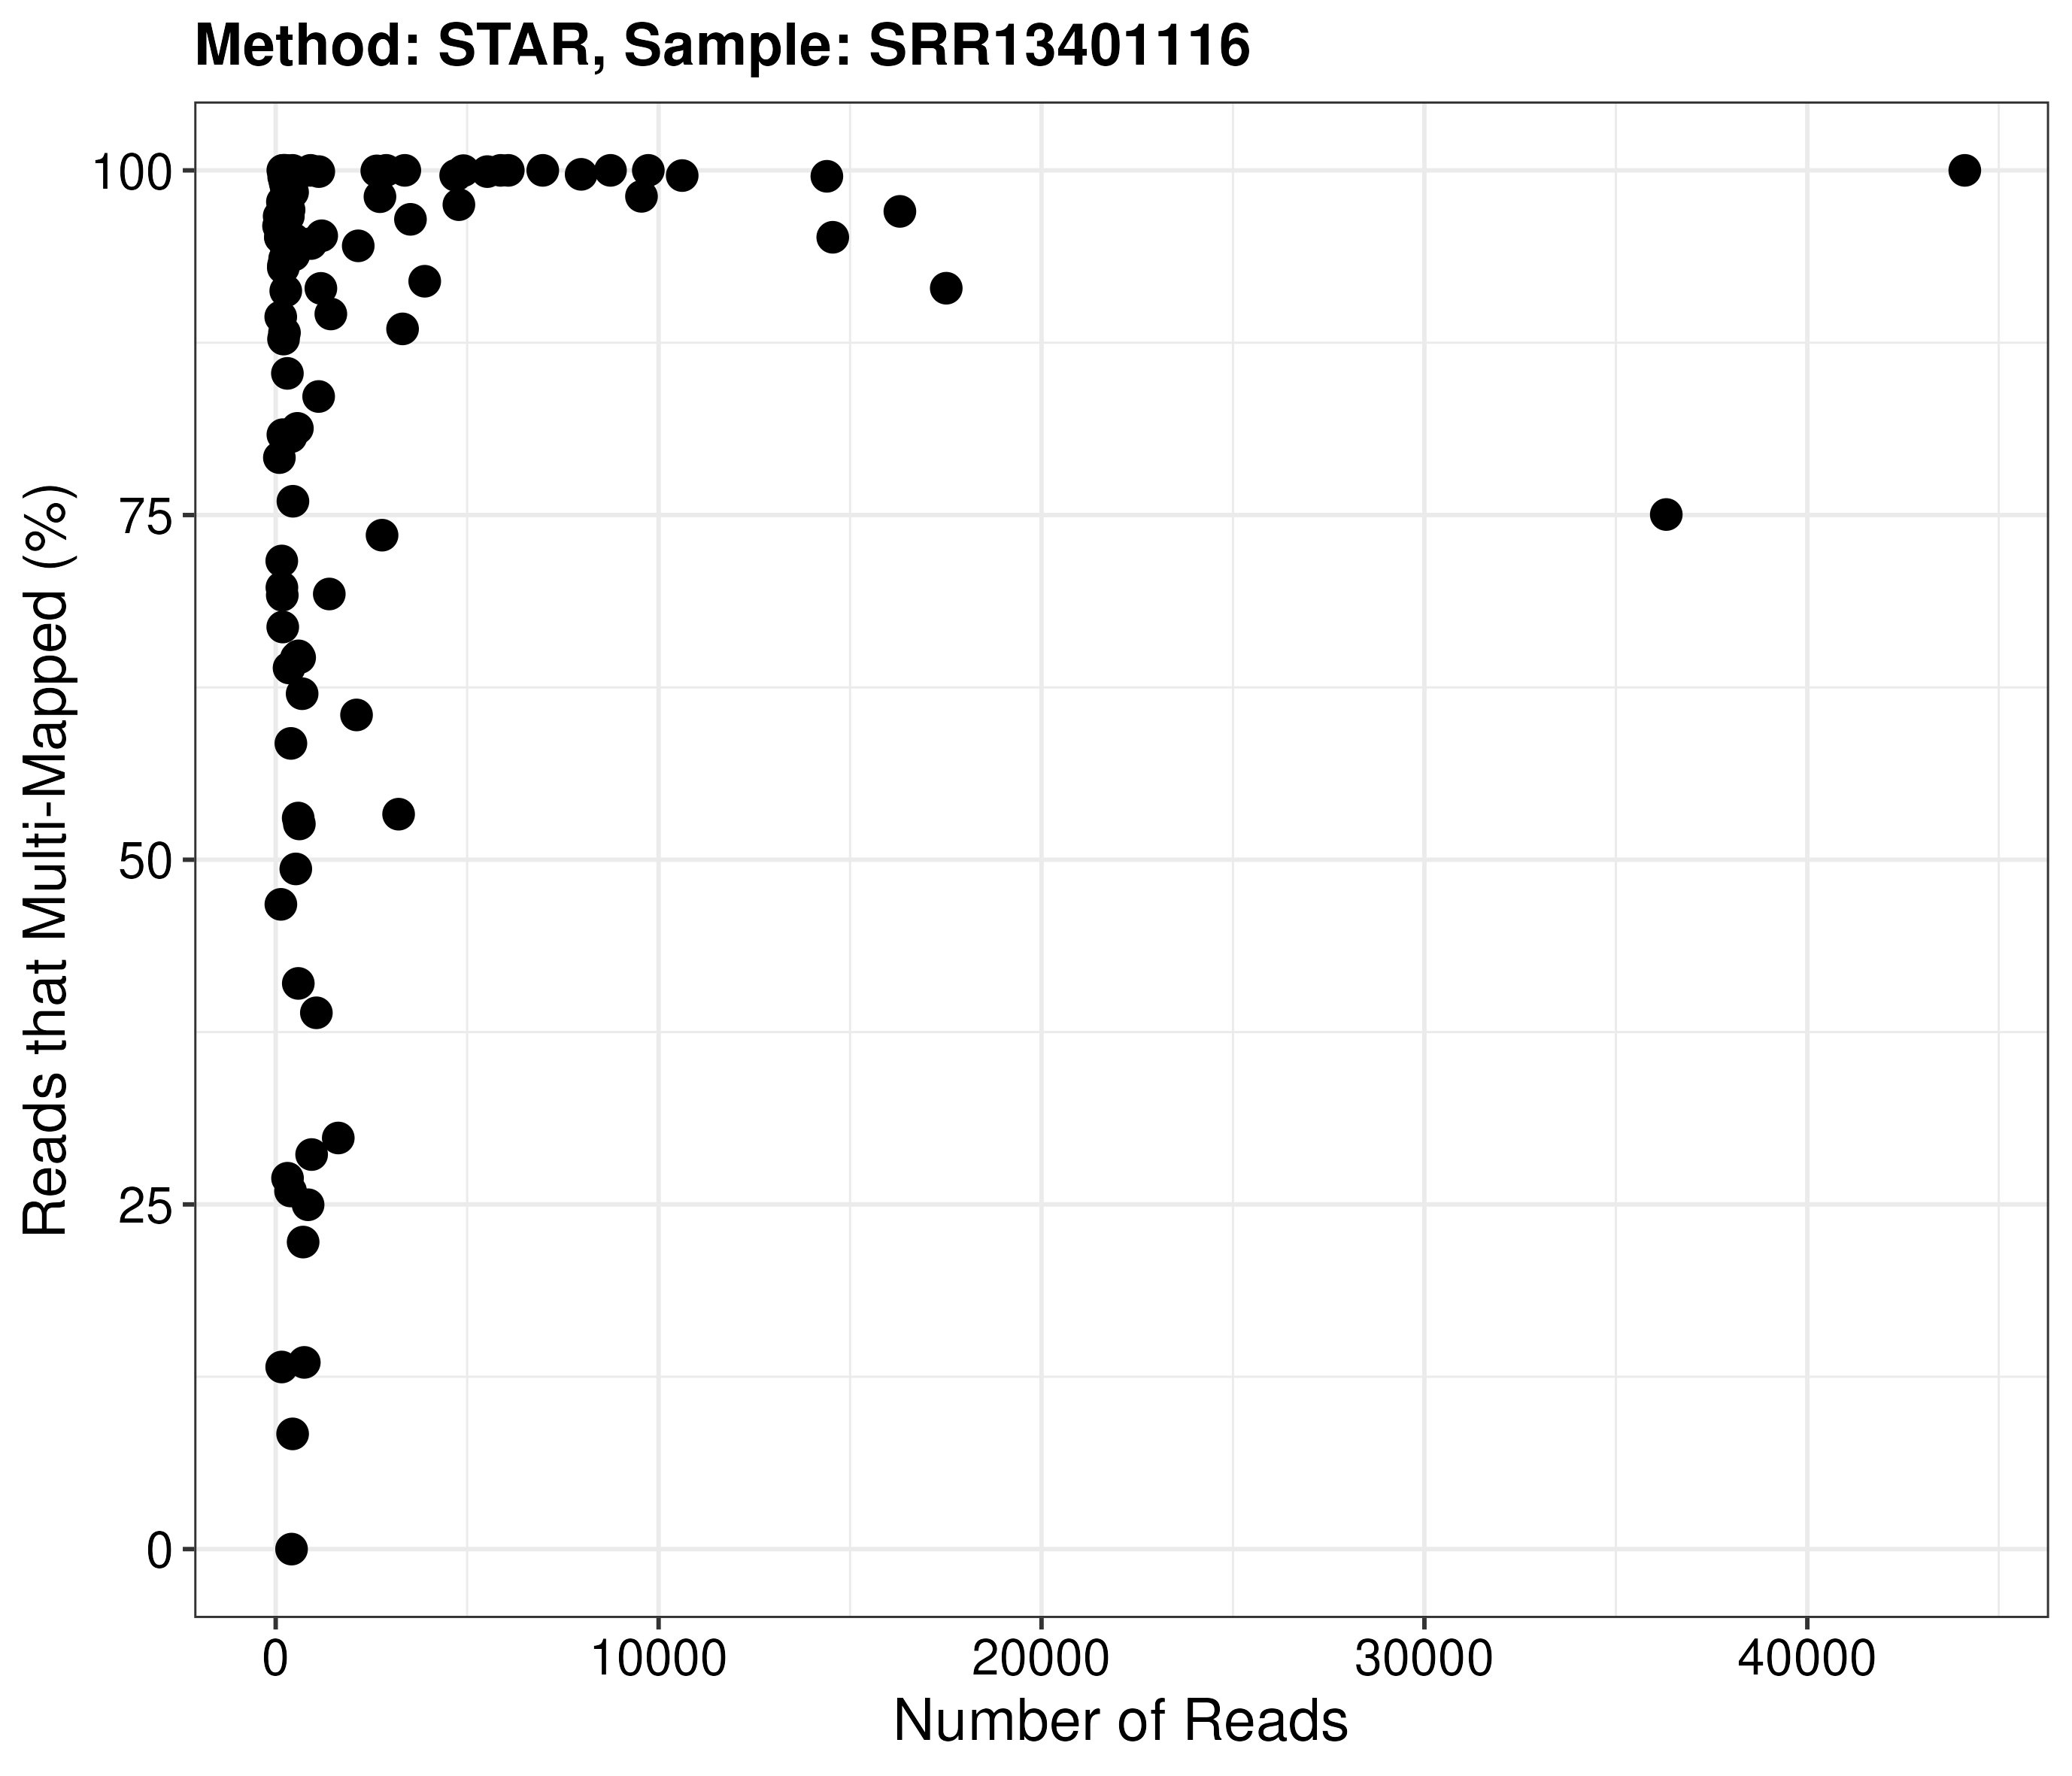 Method: STAR, Sample: SRR13401116
Reads that Multi-Mapped (%)
100
75
50
25
0
0 10000 20000 30000 40000
Number of Reads